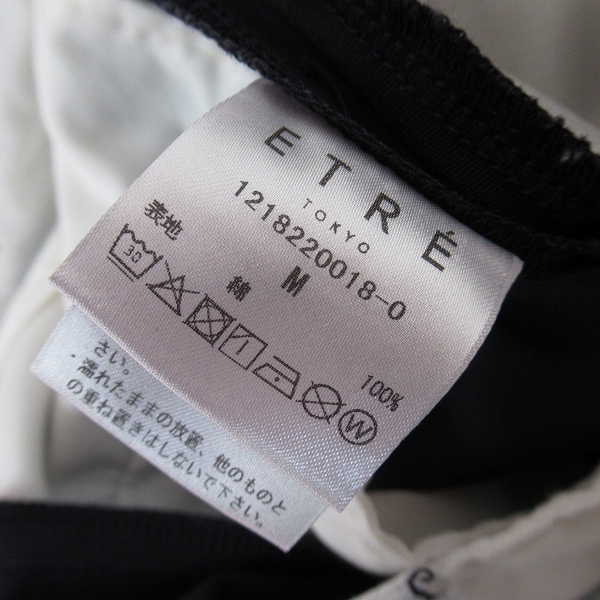 ETRÉ
TOKYO
1218220018-0
M
表地
綿 100%
30
W
さい。
・濡れたままの放置、他のものと
の重ね置きはしないで下さい。